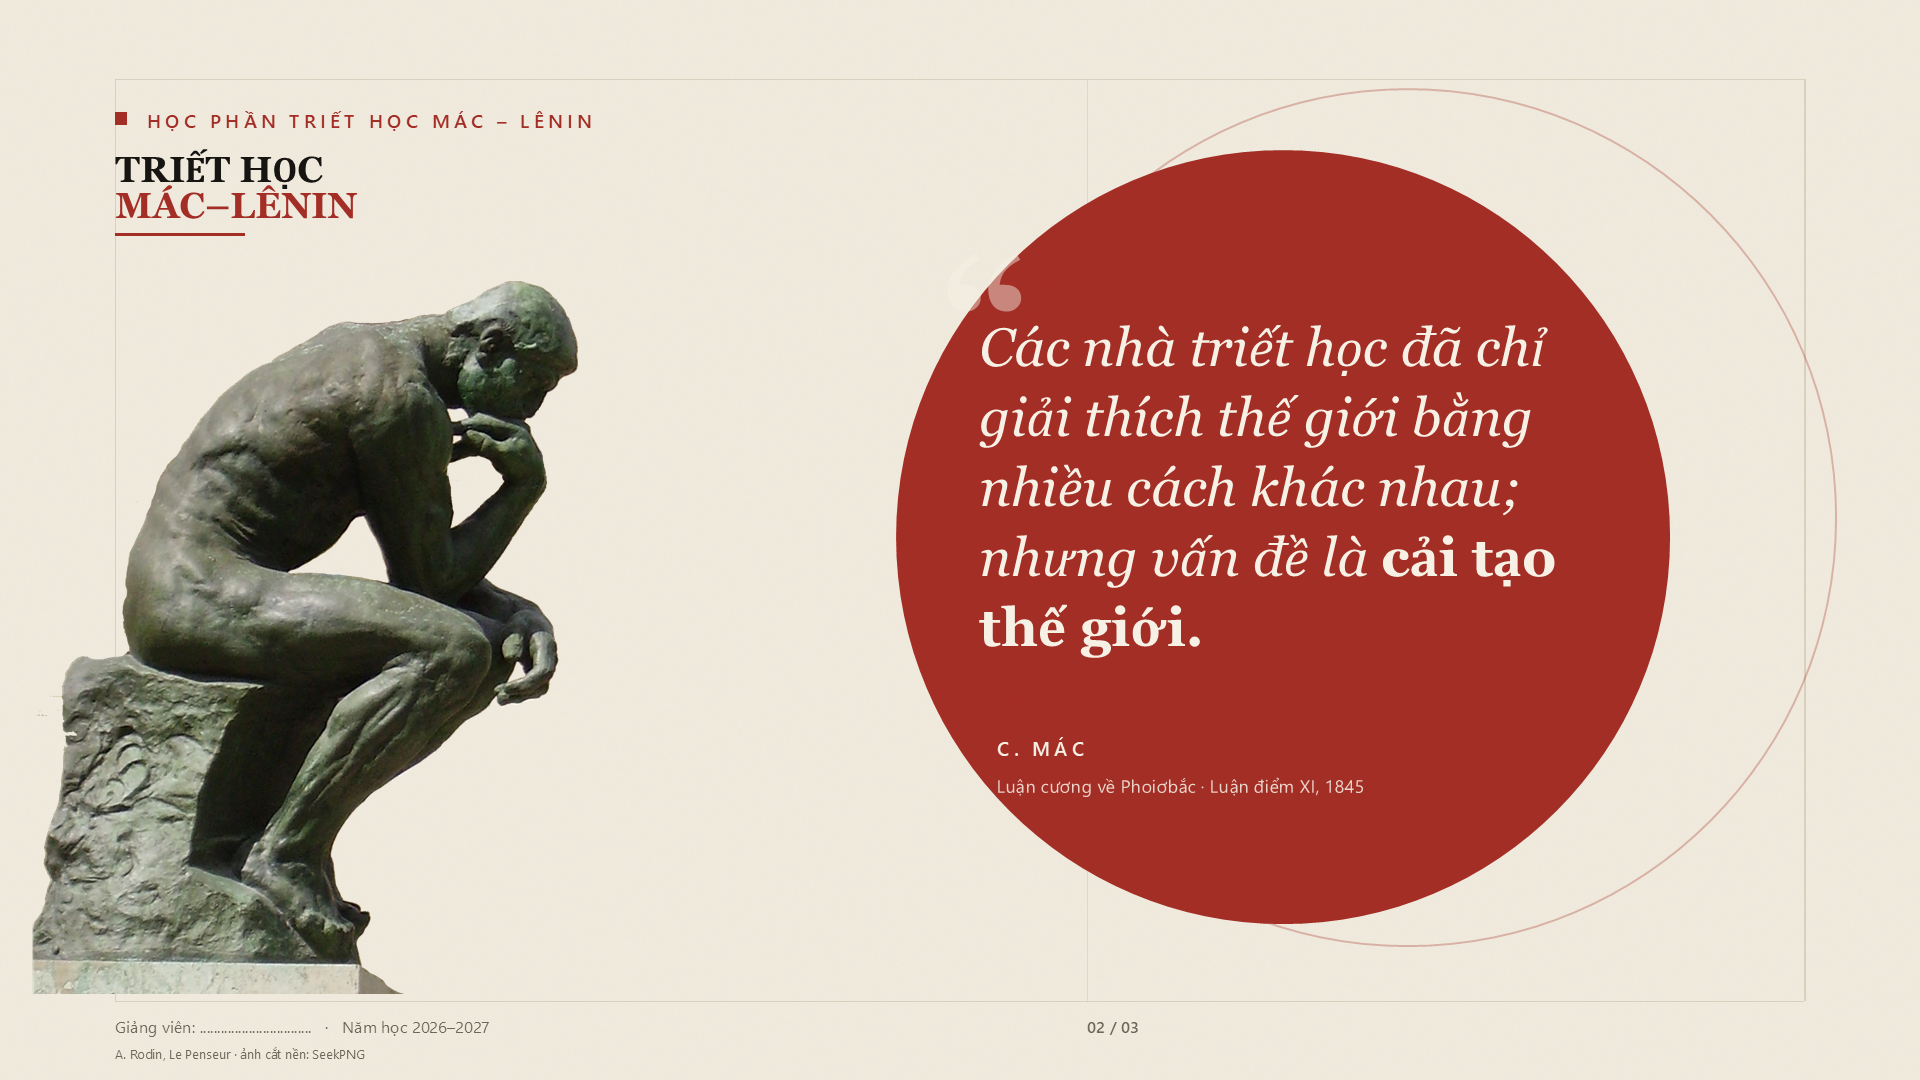 HỌC PHẦN TRIẾT HỌC MÁC – LÊNIN
TRIẾT HỌC
MÁC–LÊNIN
“
Các nhà triết học đã chỉ
giải thích thế giới bằng
nhiều cách khác nhau;
nhưng vấn đề là cải tạo
thế giới.
C. MÁC
Luận cương về Phoiơbắc · Luận điểm XI, 1845
Giảng viên: ................................ · Năm học 2026–2027
02 / 03
A. Rodin, Le Penseur · ảnh cắt nền: SeekPNG